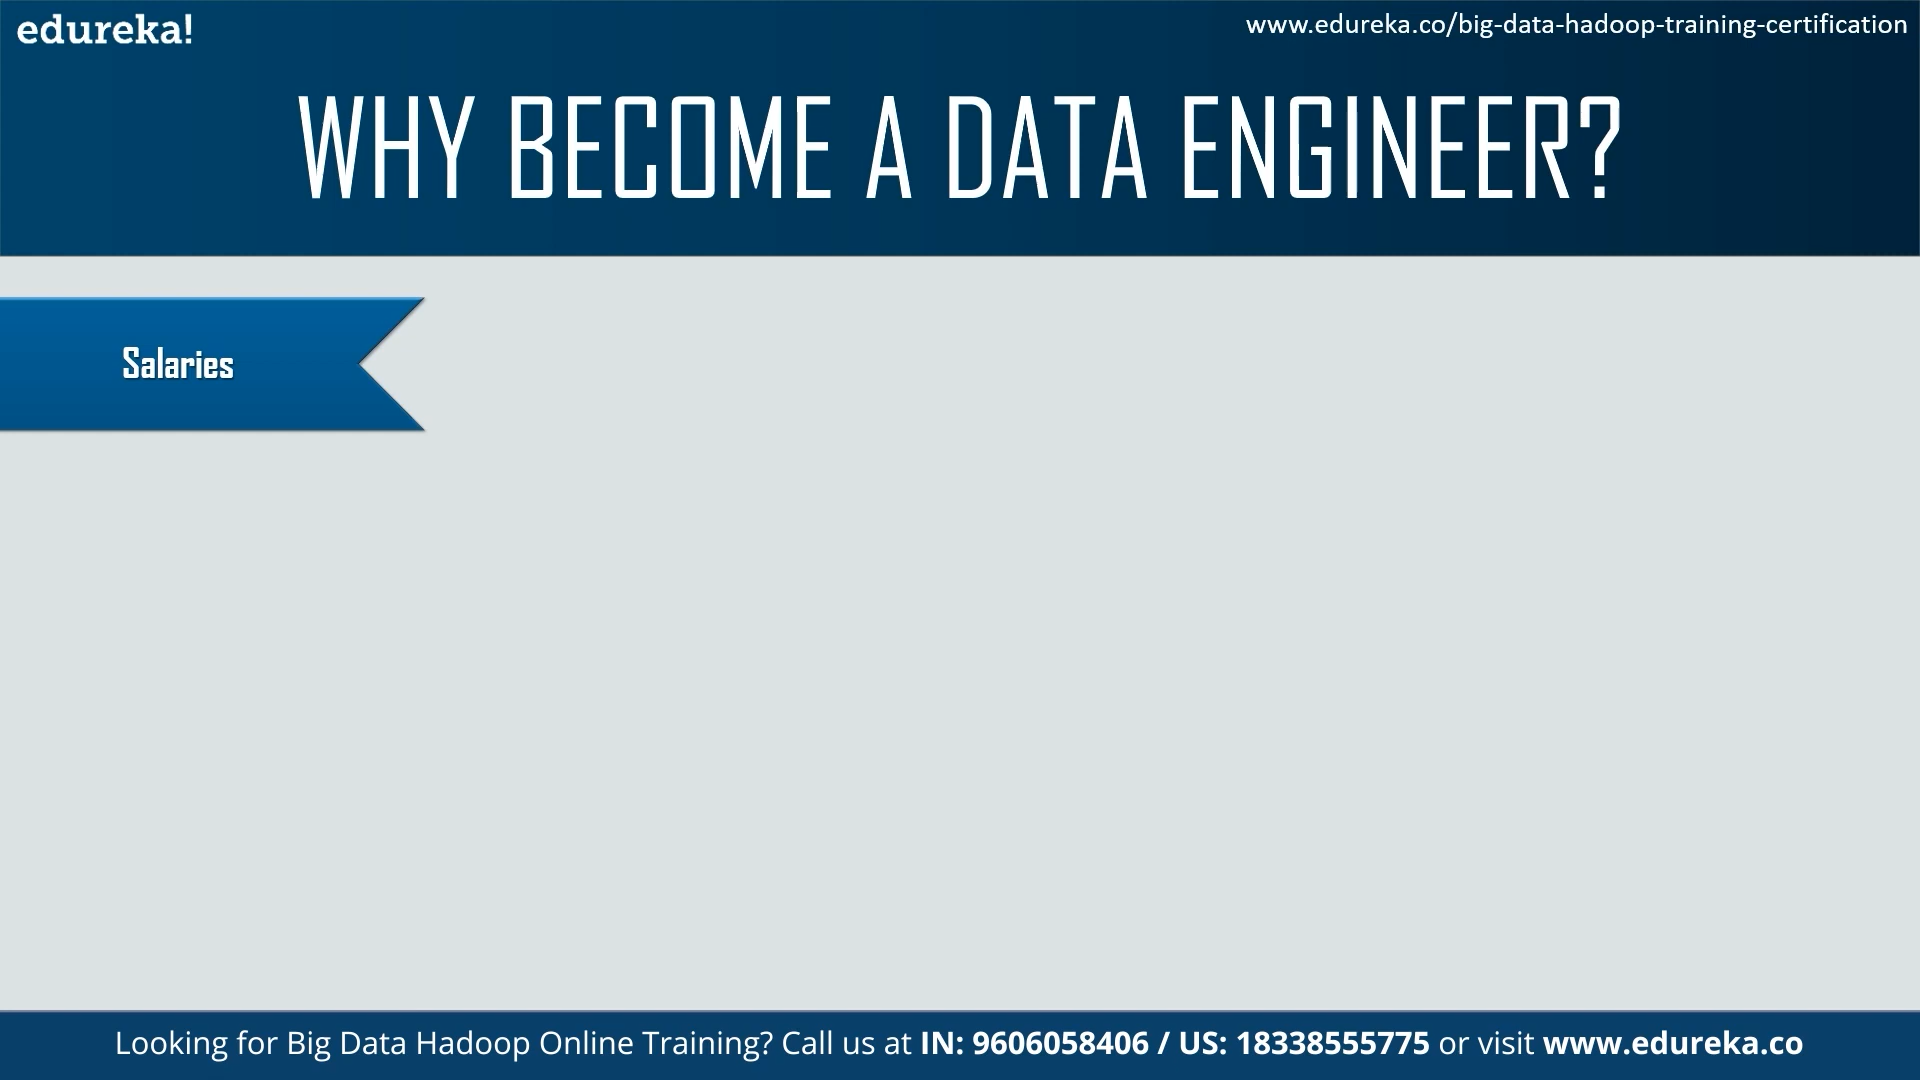 edureka!
www.edureka.co/big-data-hadoop-training-certification
WHY BECOME A DATA ENGINEER?
Salaries
Looking for Big Data Hadoop Online Training? Call us at IN: 9606058406 / US: 18338555775 or visit www.edureka.co